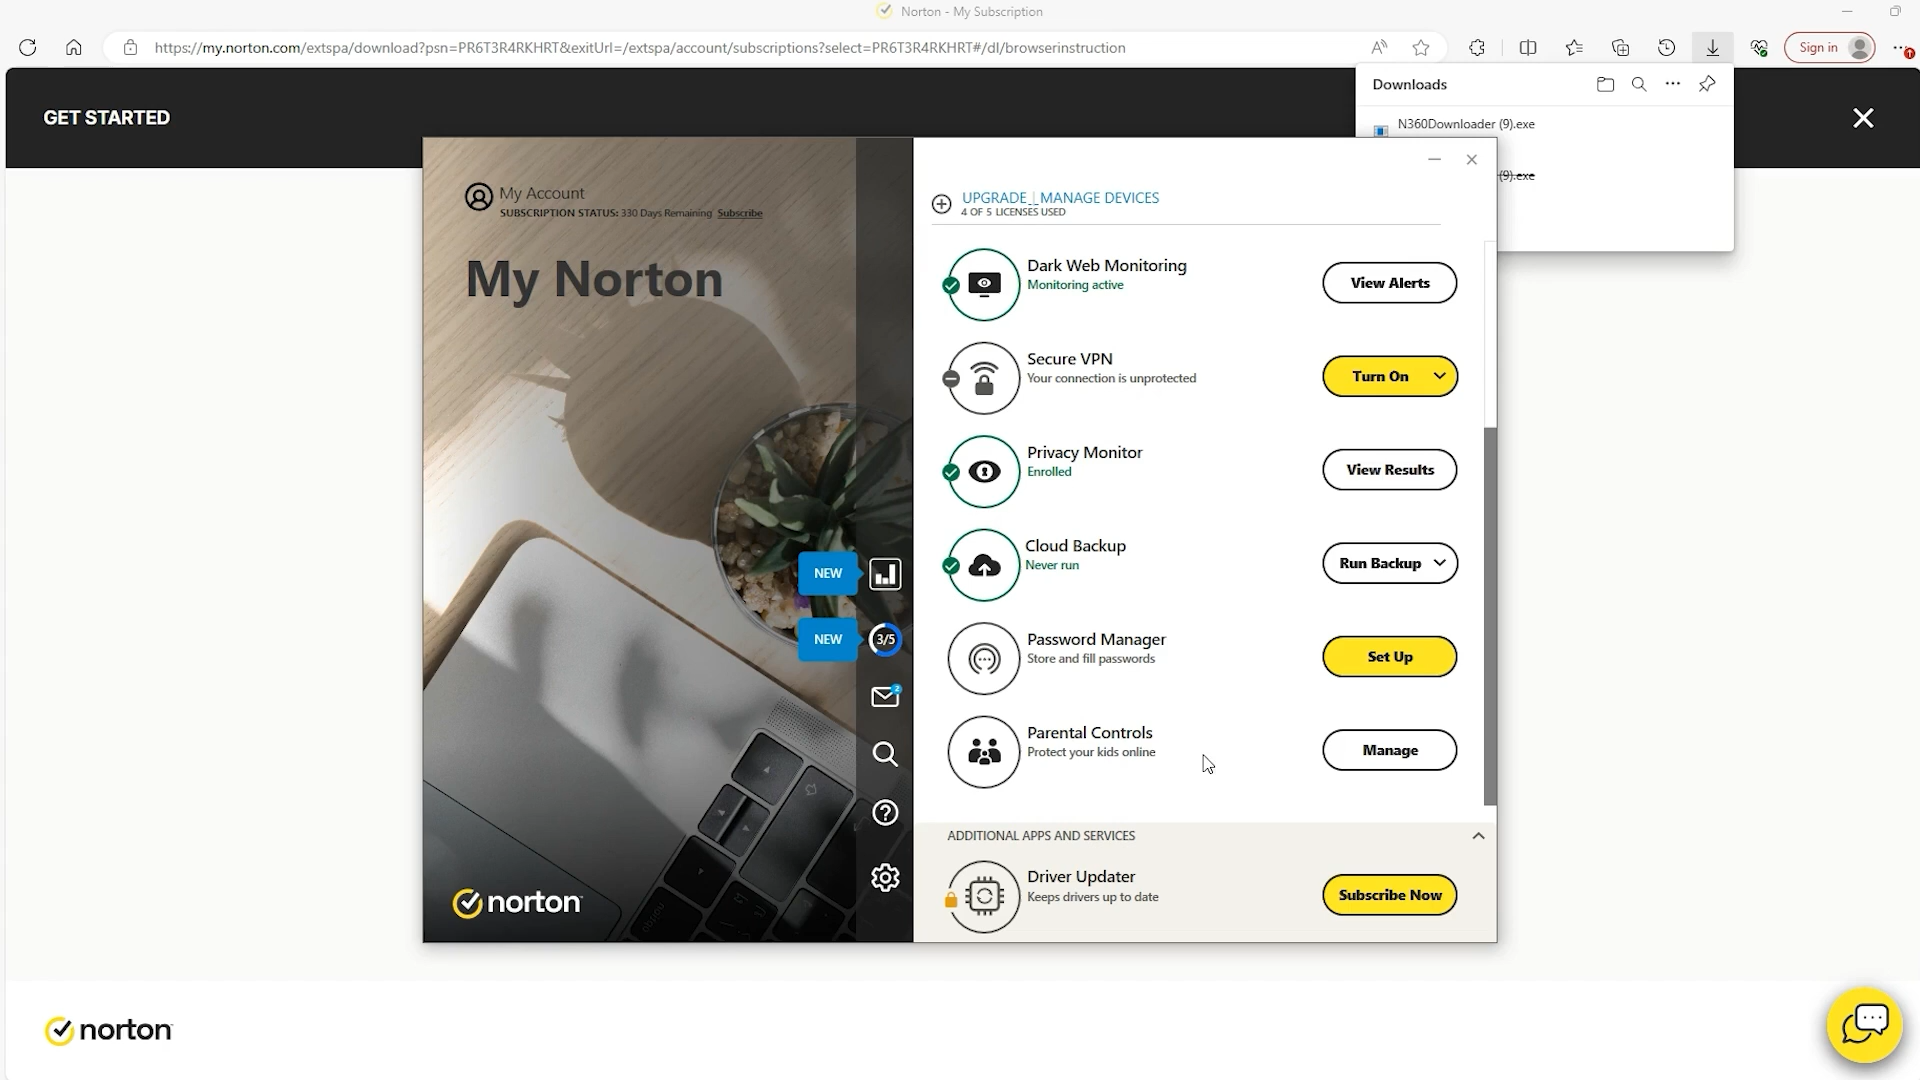 Norton - My Subscription
https://my.norton.com/extspa/download?psn=PR6T3R4RKHRT&exitUrl=/extspa/account/subscriptions?select=PR6T3R4RKHRT#/dl/browserinstruction
Sign in
Downloads
N360Downloader (9).exe
(9).exe
GET STARTED
My Account
SUBSCRIPTION STATUS: 330 Days Remaining Subscribe
My Norton
NEW
NEW
3/5
2
norton
UPGRADE | MANAGE DEVICES
4 OF 5 LICENSES USED
Dark Web Monitoring
Monitoring active
View Alerts
Secure VPN
Your connection is unprotected
Turn On
Privacy Monitor
Enrolled
View Results
Cloud Backup
Never run
Run Backup
Password Manager
Store and fill passwords
Set Up
Parental Controls
Protect your kids online
Manage
ADDITIONAL APPS AND SERVICES
Driver Updater
Keeps drivers up to date
Subscribe Now
norton